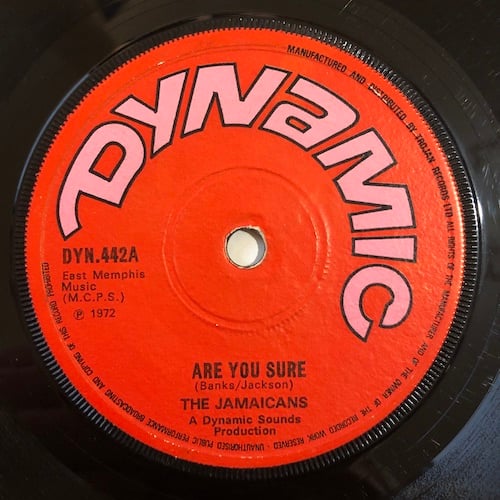 DYNAMIC
MANUFACTURED AND DISTRIBUTED BY TROJAN RECORDS LTD ALL RIGHTS OF THE MANUFACTURER AND OF THE OWNER OF THE RECORDED WORK RESERVED - UNAUTHORISED PUBLIC PERFORMANCE BROADCASTING AND COPYING OF THIS RECORD PROHIBITED
DYN.442A
East Memphis
Music
(M.C.P.S.)
℗ 1972
ARE YOU SURE
(Banks/Jackson)
THE JAMAICANS
A Dynamic Sounds
Production